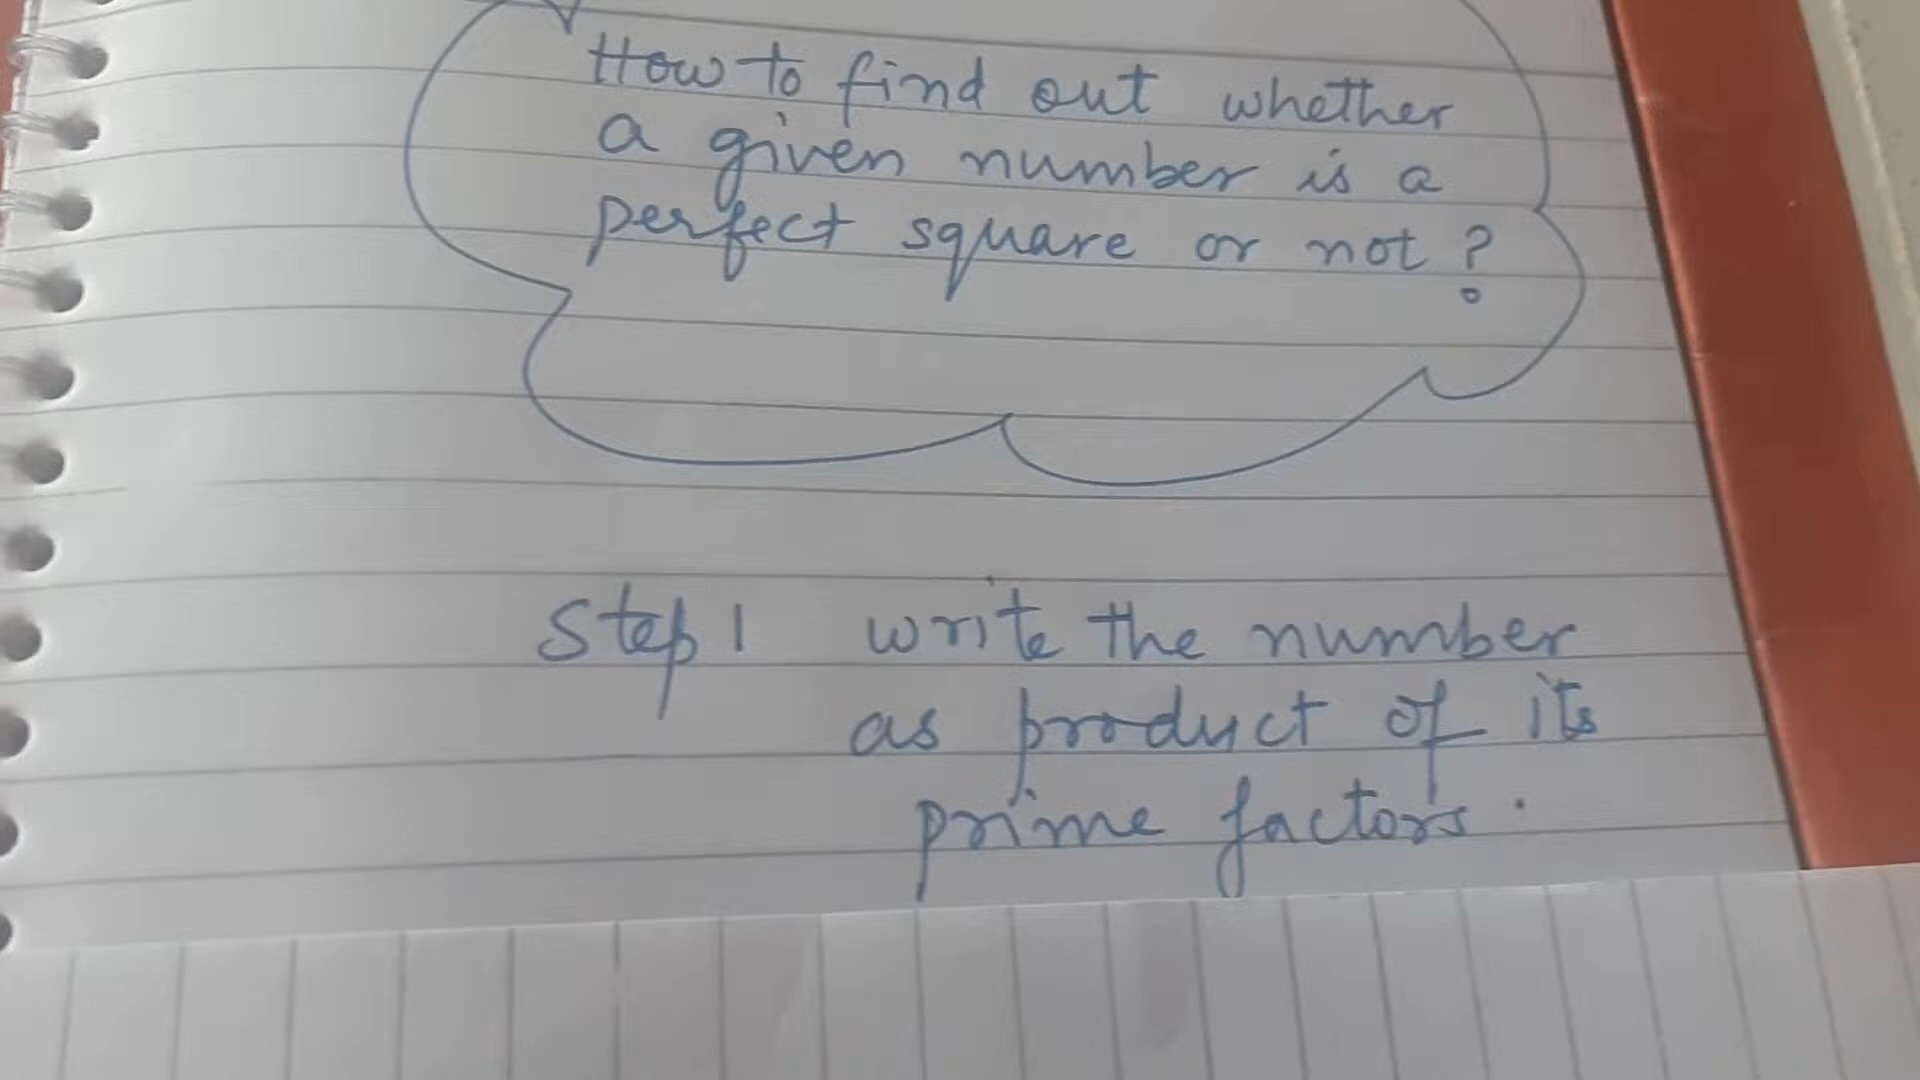 How to find out whether
a given number is a
perfect square or not ?
Step 1 write the number
as product of its
prime factors.